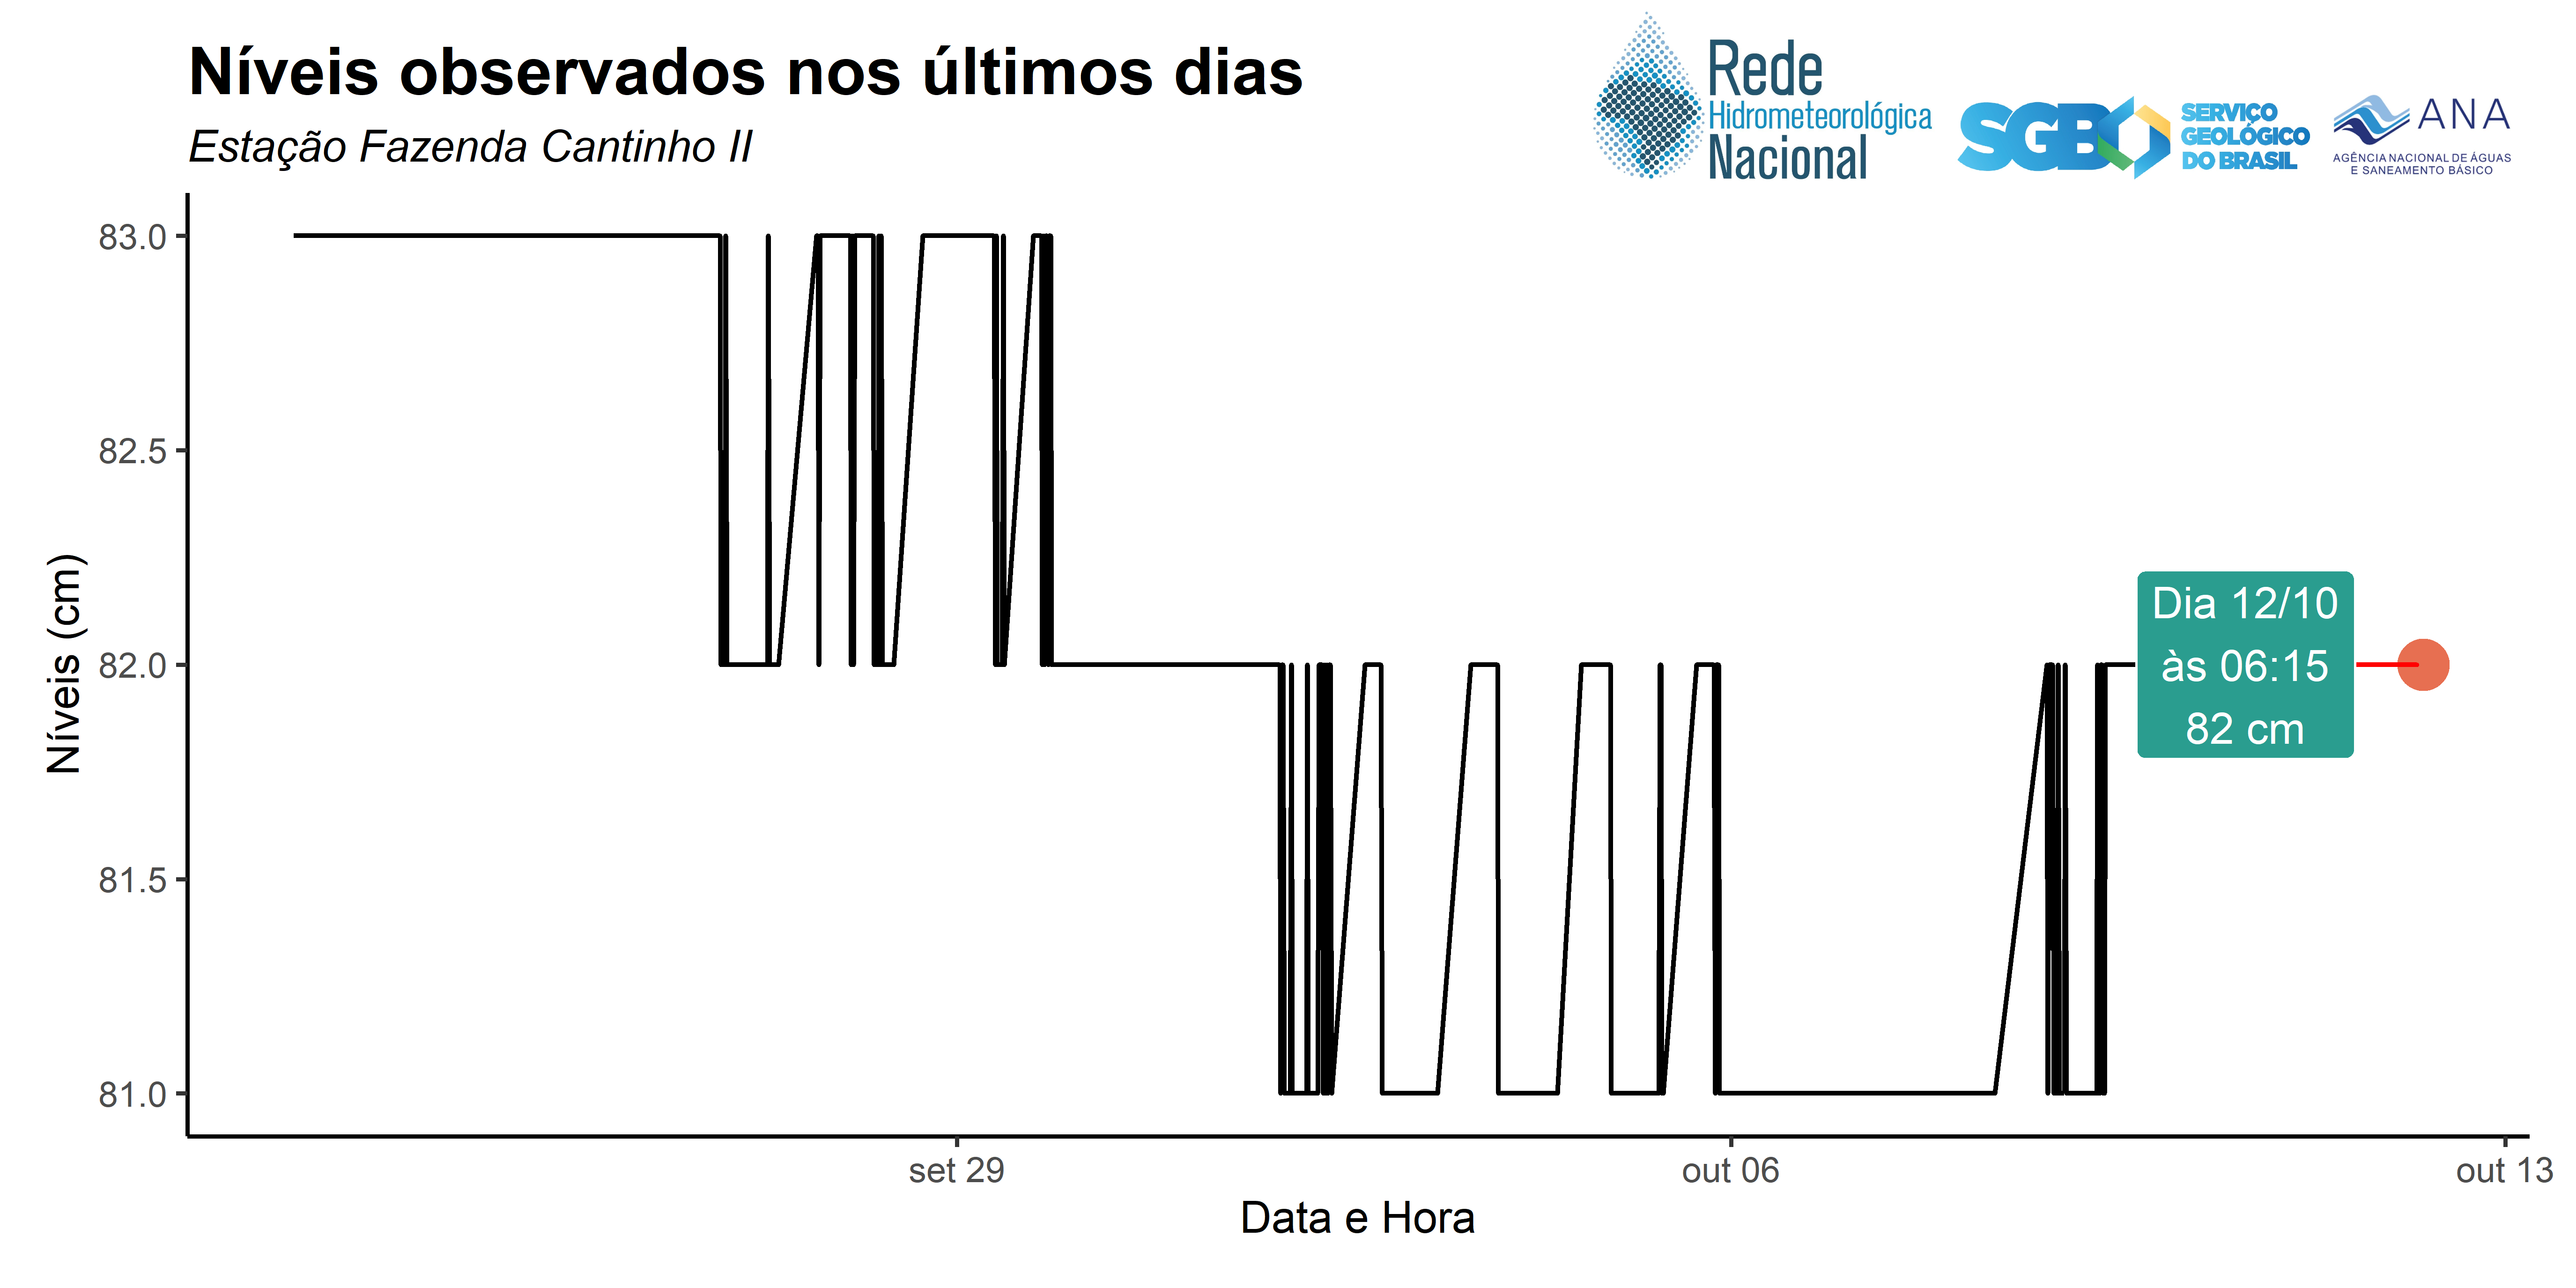 Níveis observados nos últimos dias
Estação Fazenda Cantinho II
Rede
Hidrometeorológica
Nacional
SGB
SERVIÇO
GEOLÓGICO
DO BRASIL
ANA
AGÊNCIA NACIONAL DE ÁGUAS
E SANEAMENTO BÁSICO
Níveis (cm)
83.0
82.5
82.0
81.5
81.0
Dia 12/10
às 06:15
82 cm
set 29
out 06
out 13
Data e Hora